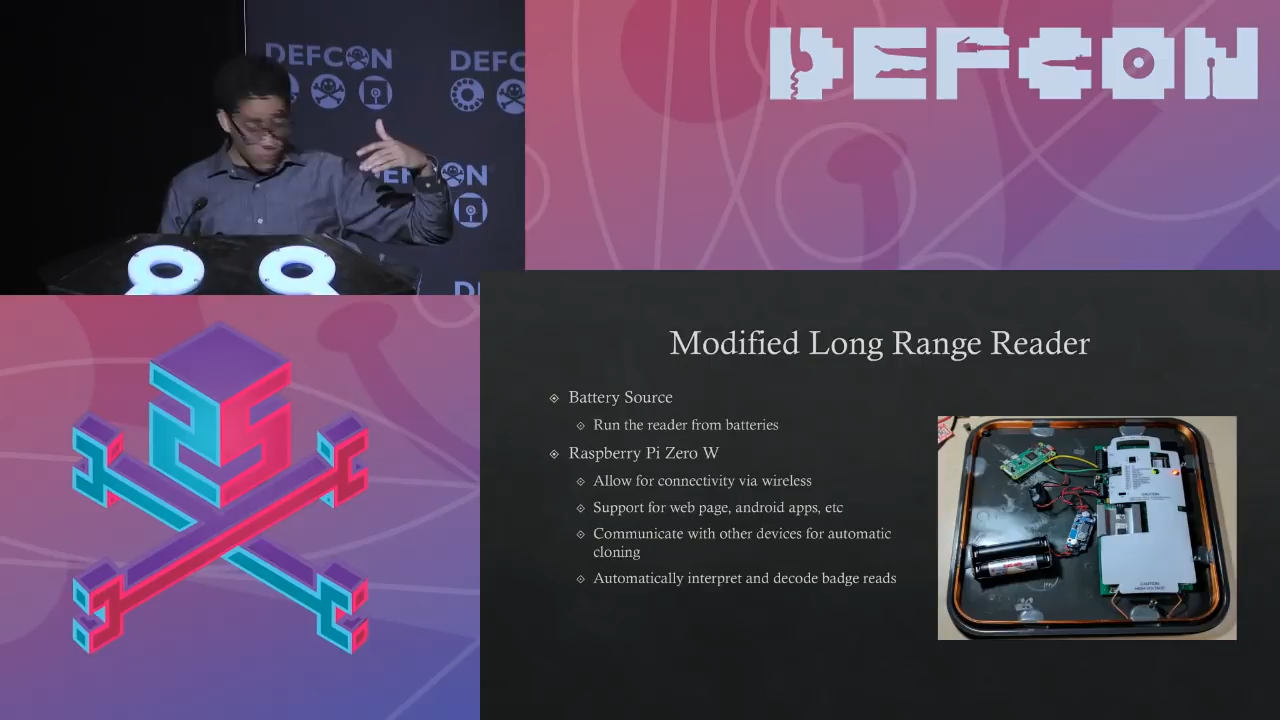 DEFCON
DEFC
DEFCON
DEFCON
D
Modified Long Range Reader
Battery Source
Run the reader from batteries
Raspberry Pi Zero W
Allow for connectivity via wireless
Support for web page, android apps, etc
Communicate with other devices for automatic
cloning
Automatically interpret and decode badge reads
CAUTION
CAUTION
HIGH VOLTAGE